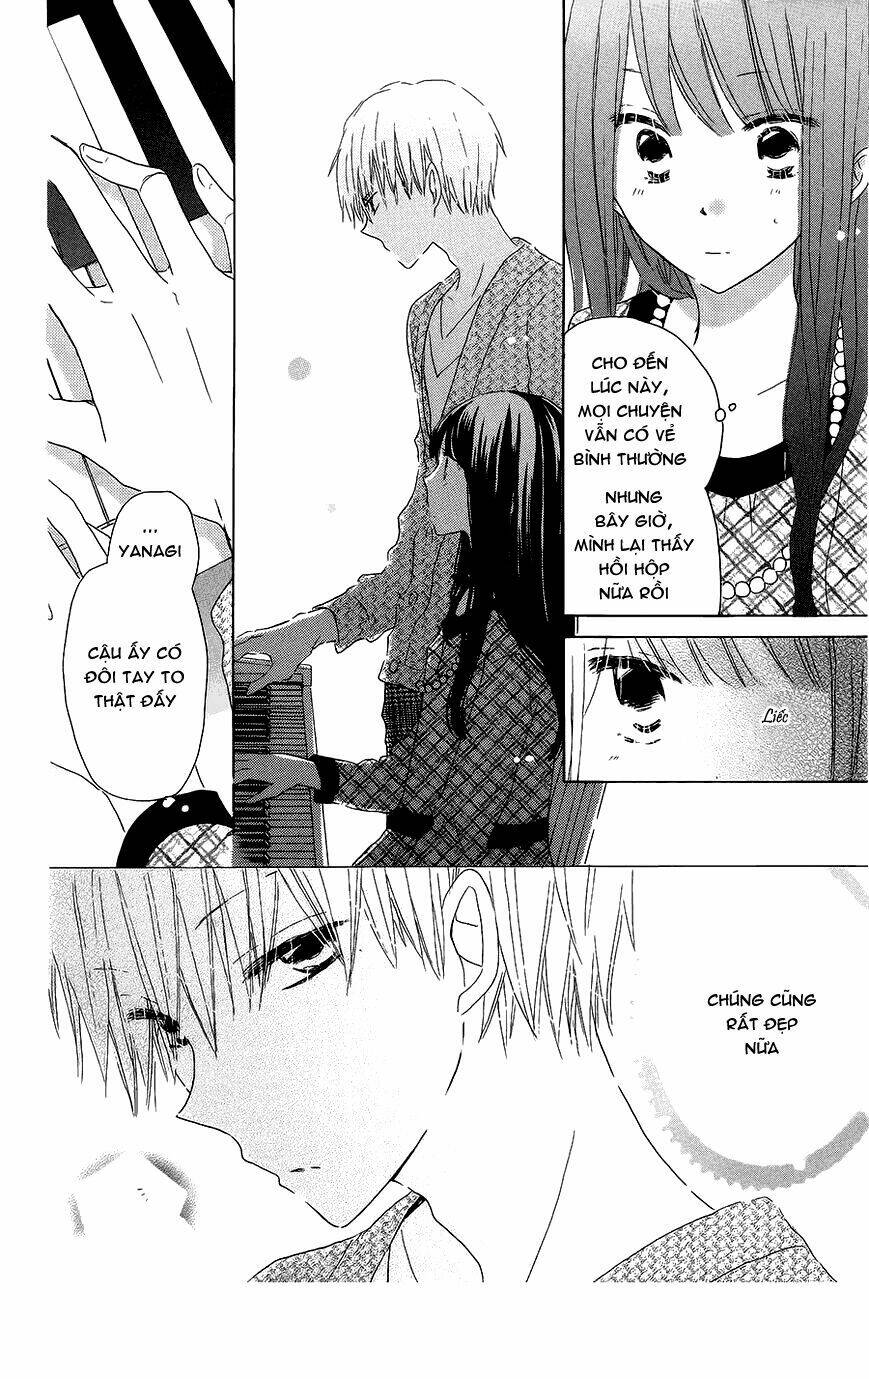 CHO ĐẾN
LÚC NÀY,
MỌI CHUYỆN
VẪN CÓ VẺ
BÌNH THƯỜNG
NHƯNG
BÂY GIỜ,
MÌNH LẠI THẤY
HỒI HỘP
NỮA RỒI
Liếc
...
YANAGI
CẬU ẤY CÓ
ĐÔI TAY TO
THẬT ĐẤY
CHÚNG CŨNG
RẤT ĐẸP
NỮA